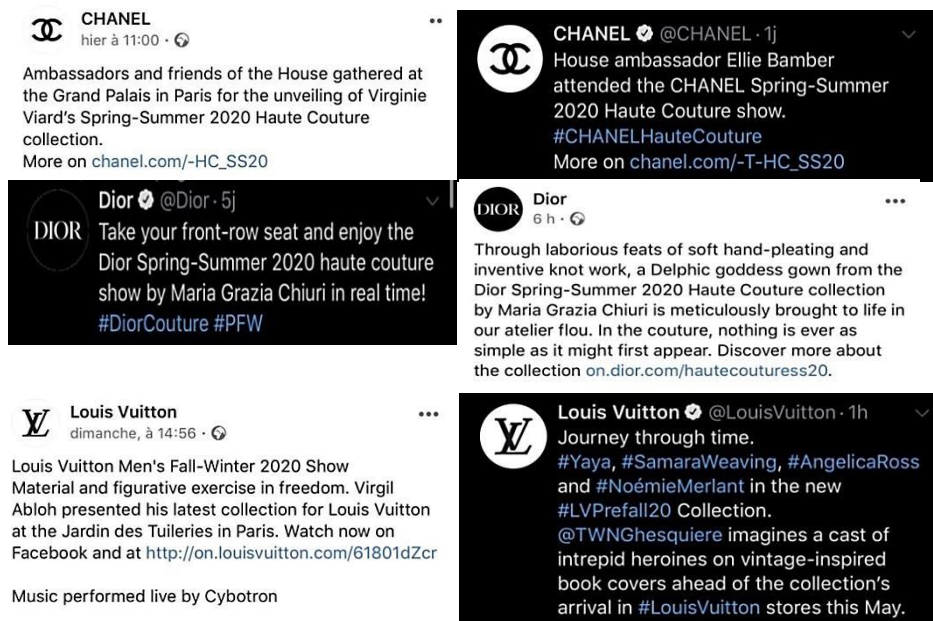 CHANEL
hier à 11:00
Ambassadors and friends of the House gathered at
the Grand Palais in Paris for the unveiling of Virginie
Viard's Spring-Summer 2020 Haute Couture
collection.
More on chanel.com/-HC_SS20
CHANEL @CHANEL · 1j
House ambassador Ellie Bamber
attended the CHANEL Spring-Summer
2020 Haute Couture show.
#CHANELHauteCouture
More on chanel.com/-T-HC_SS20
DIOR
Dior @Dior · 5j
Take your front-row seat and enjoy the
Dior Spring-Summer 2020 haute couture
show by Maria Grazia Chiuri in real time!
#DiorCouture #PFW
DIOR
Dior
6 h ·
Through laborious feats of soft hand-pleating and
inventive knot work, a Delphic goddess gown from the
Dior Spring-Summer 2020 Haute Couture collection
by Maria Grazia Chiuri is meticulously brought to life in
our atelier flou. In the couture, nothing is ever as
simple as it might first appear. Discover more about
the collection on.dior.com/hautecouturess20.
LV
Louis Vuitton
dimanche, à 14:56 ·
Louis Vuitton Men's Fall-Winter 2020 Show
Material and figurative exercise in freedom. Virgil
Abloh presented his latest collection for Louis Vuitton
at the Jardin des Tuileries in Paris. Watch now on
Facebook and at http://on.louisvuitton.com/61801dZcr
Music performed live by Cybotron
LV
Louis Vuitton @LouisVuitton · 1h
Journey through time.
#Yaya, #SamaraWeaving, #AngelicaRoss
and #NoémieMerlant in the new
#LVPrefall20 Collection.
@TWNGhesquiere imagines a cast of
intrepid heroines on vintage-inspired
book covers ahead of the collection's
arrival in #LouisVuitton stores this May.